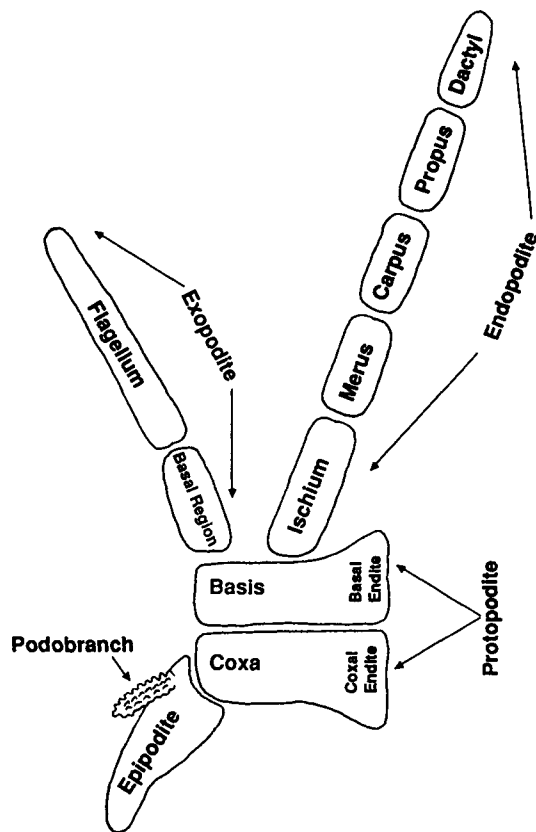 Dactyl
Propus
Carpus
Merus
Ischium
Endopodite
Flagellum
Basal Region
Exopodite
Basis
Basal
Endite
Coxa
Coxal
Endite
Protopodite
Podobranch
Epipodite